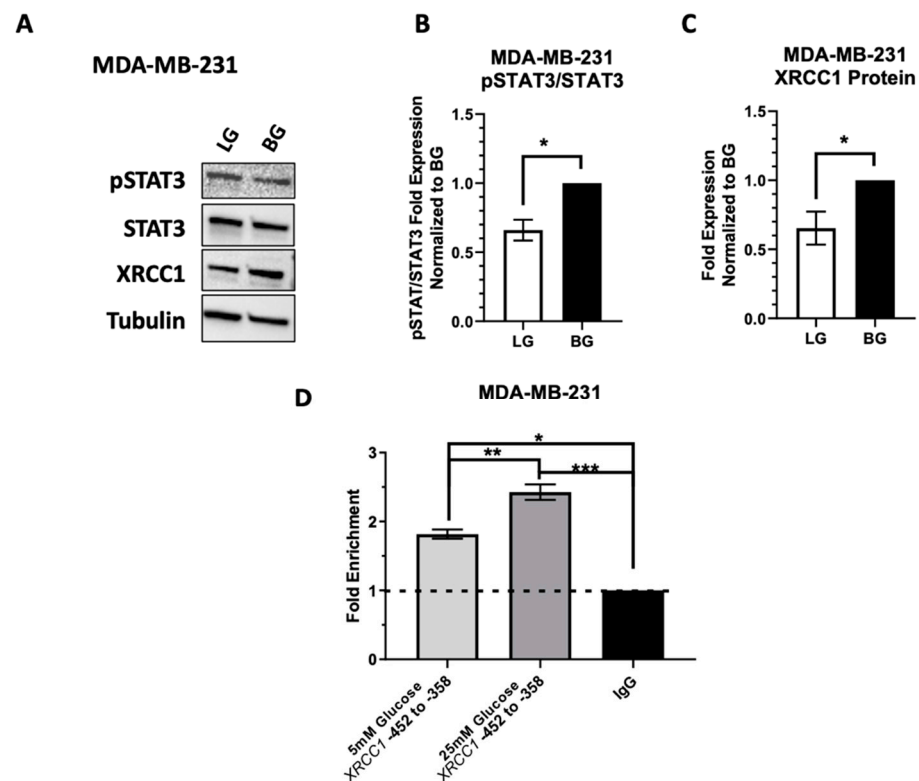 A
MDA-MB-231
LG BG
pSTAT3
STAT3
XRCC1
Tubulin
B
MDA-MB-231
pSTAT3/STAT3
pSTAT/STAT3 Fold Expression
Normalized to BG
1.5
1.0
0.5
0.0
*
LG BG
C
MDA-MB-231
XRCC1 Protein
Fold Expression
Normalized to BG
1.5
1.0
0.5
0.0
*
LG BG
D
MDA-MB-231
Fold Enrichment
3
2
1
0
*
**
***
5mM Glucose
XRCC1 -452 to -358
25mM Glucose
XRCC1 -452 to -358
IgG